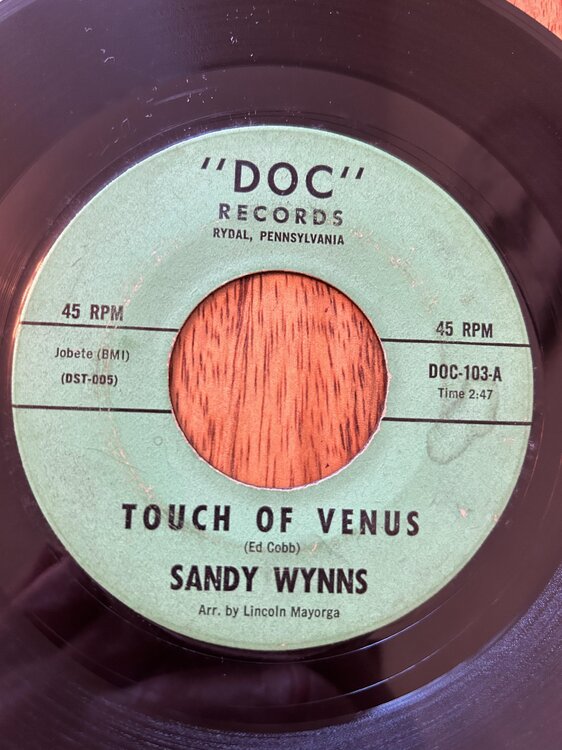 "DOC"
RECORDS
RYDAL, PENNSYLVANIA
45 RPM
Jobete (BMI)
(DST-005)
45 RPM
DOC-103-A
Time 2:47
TOUCH OF VENUS
(Ed Cobb)
SANDY WYNNS
Arr. by Lincoln Mayorga